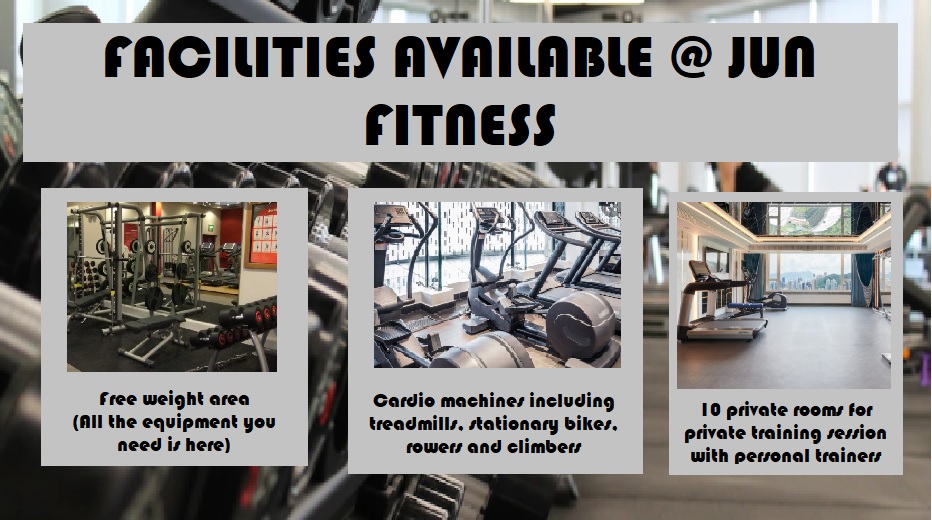 FACILITIES AVAILABLE @ JUN
FITNESS
Free weight area
(All the equipment you
need is here)
Cardio machines including
treadmills, stationary bikes,
rowers and climbers
10 private rooms for
private training session
with personal trainers